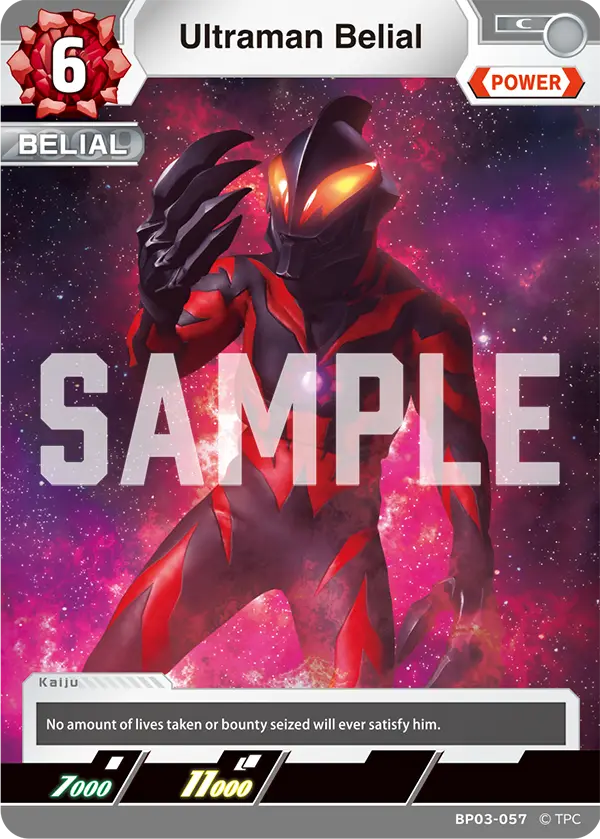 6
Ultraman Belial
C
POWER
BELIAL
SAMPLE
Kaiju
No amount of lives taken or bounty seized will ever satisfy him.
7000
11000
BP03-057 © TPC